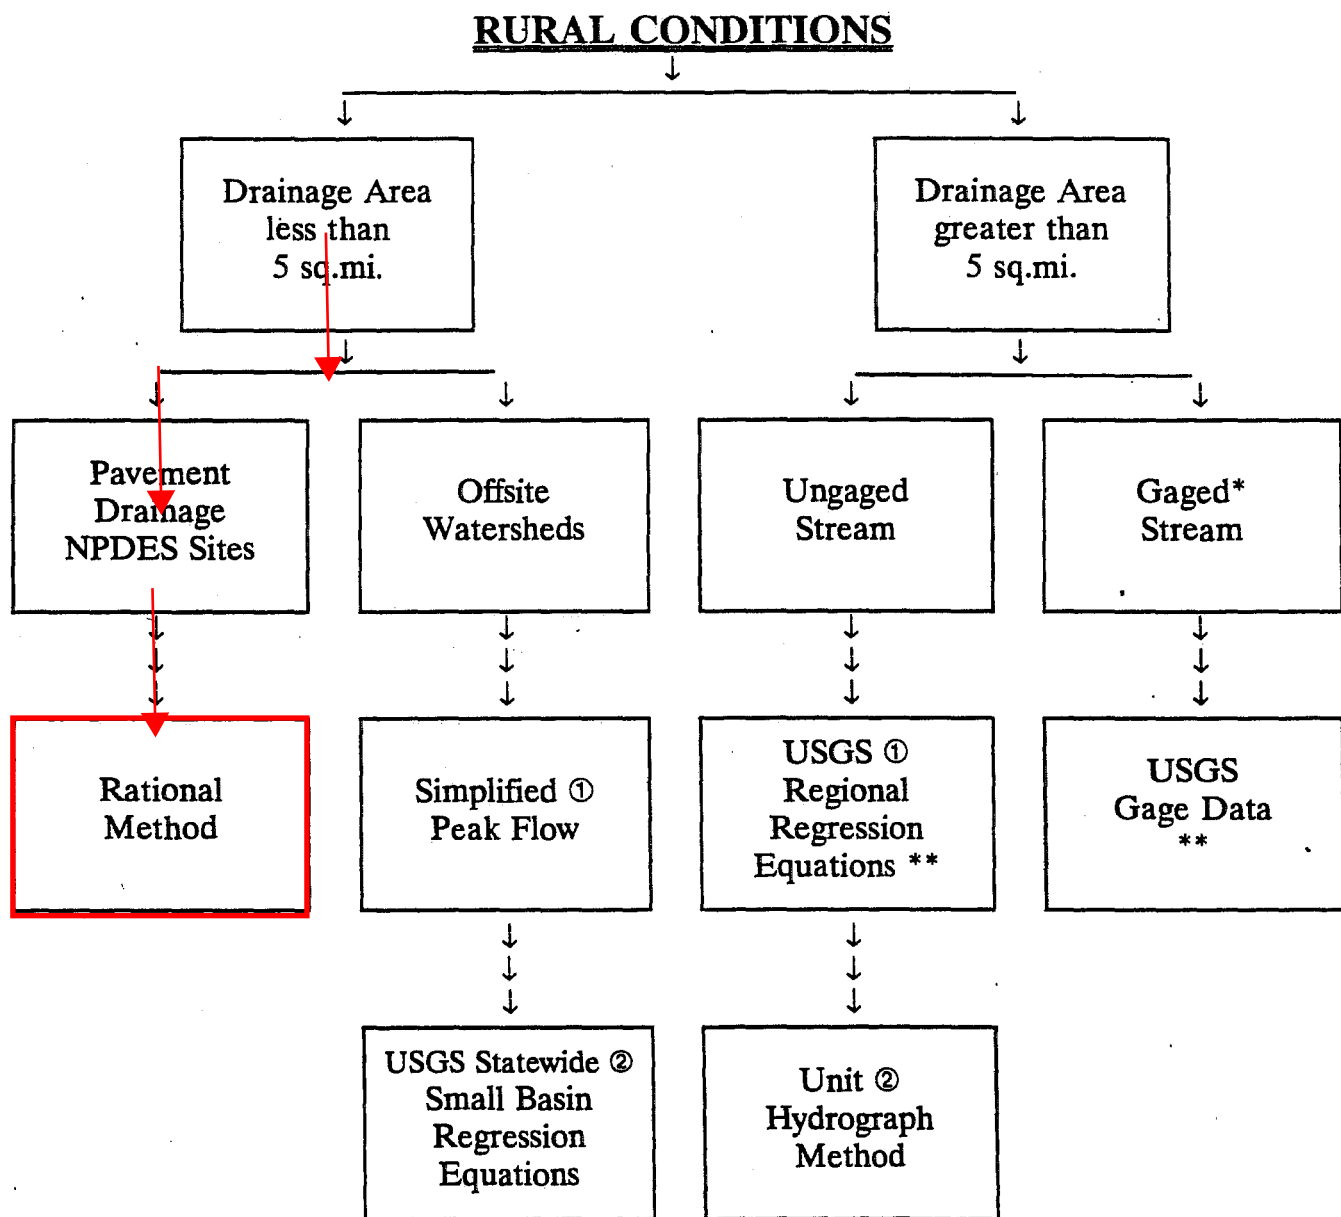 RURAL CONDITIONS
Drainage Area
less than
5 sq.mi.
Drainage Area
greater than
5 sq.mi.
Pavement
Drainage
NPDES Sites
Offsite
Watersheds
Ungaged
Stream
Gaged*
Stream
Rational
Method
Simplified ①
Peak Flow
USGS ①
Regional
Regression
Equations **
USGS
Gage Data
**
USGS Statewide ②
Small Basin
Regression
Equations
Unit ②
Hydrograph
Method